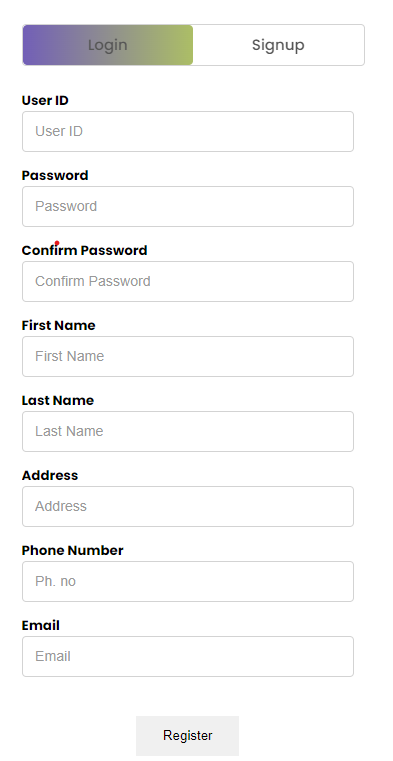 Login Signup
User ID
User ID
Password
Password
Confirm Password
Confirm Password
First Name
First Name
Last Name
Last Name
Address
Address
Phone Number
Ph. no
Email
Email
Register